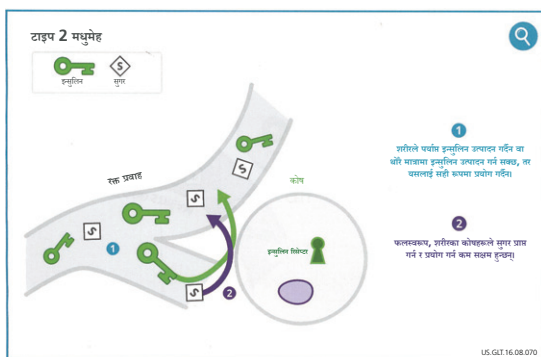 टाइप 2 मधुमेह
S
इन्सुलिन
सुगर
रक्त प्रवाह
कोष
S
S
S
S
1
2
इन्सुलिन रिसेप्टर
1
शरीरले पर्याप्त इन्सुलिन उत्पादन गर्दैन वा
थोरै मात्रामा इन्सुलिन उत्पादन गर्न सक्छ, तर
यसलाई सही रूपमा प्रयोग गर्दैन।
2
फलस्वरूप, शरीरका कोषहरूले सुगर प्राप्त
गर्न र प्रयोग गर्न कम सक्षम हुन्छन्।
US.GLT.16.08.070